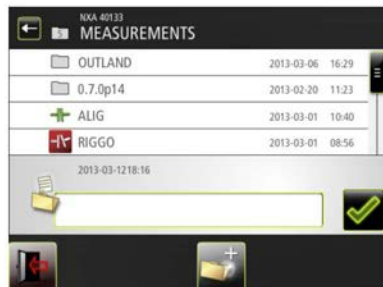 NXA 40133
MEASUREMENTS
OUTLAND 2013-03-06 16:29
0.7.0p14 2013-02-20 11:23
ALIG 2013-03-01 10:40
RIGGO 2013-03-01 08:56
2013-03-1218:16